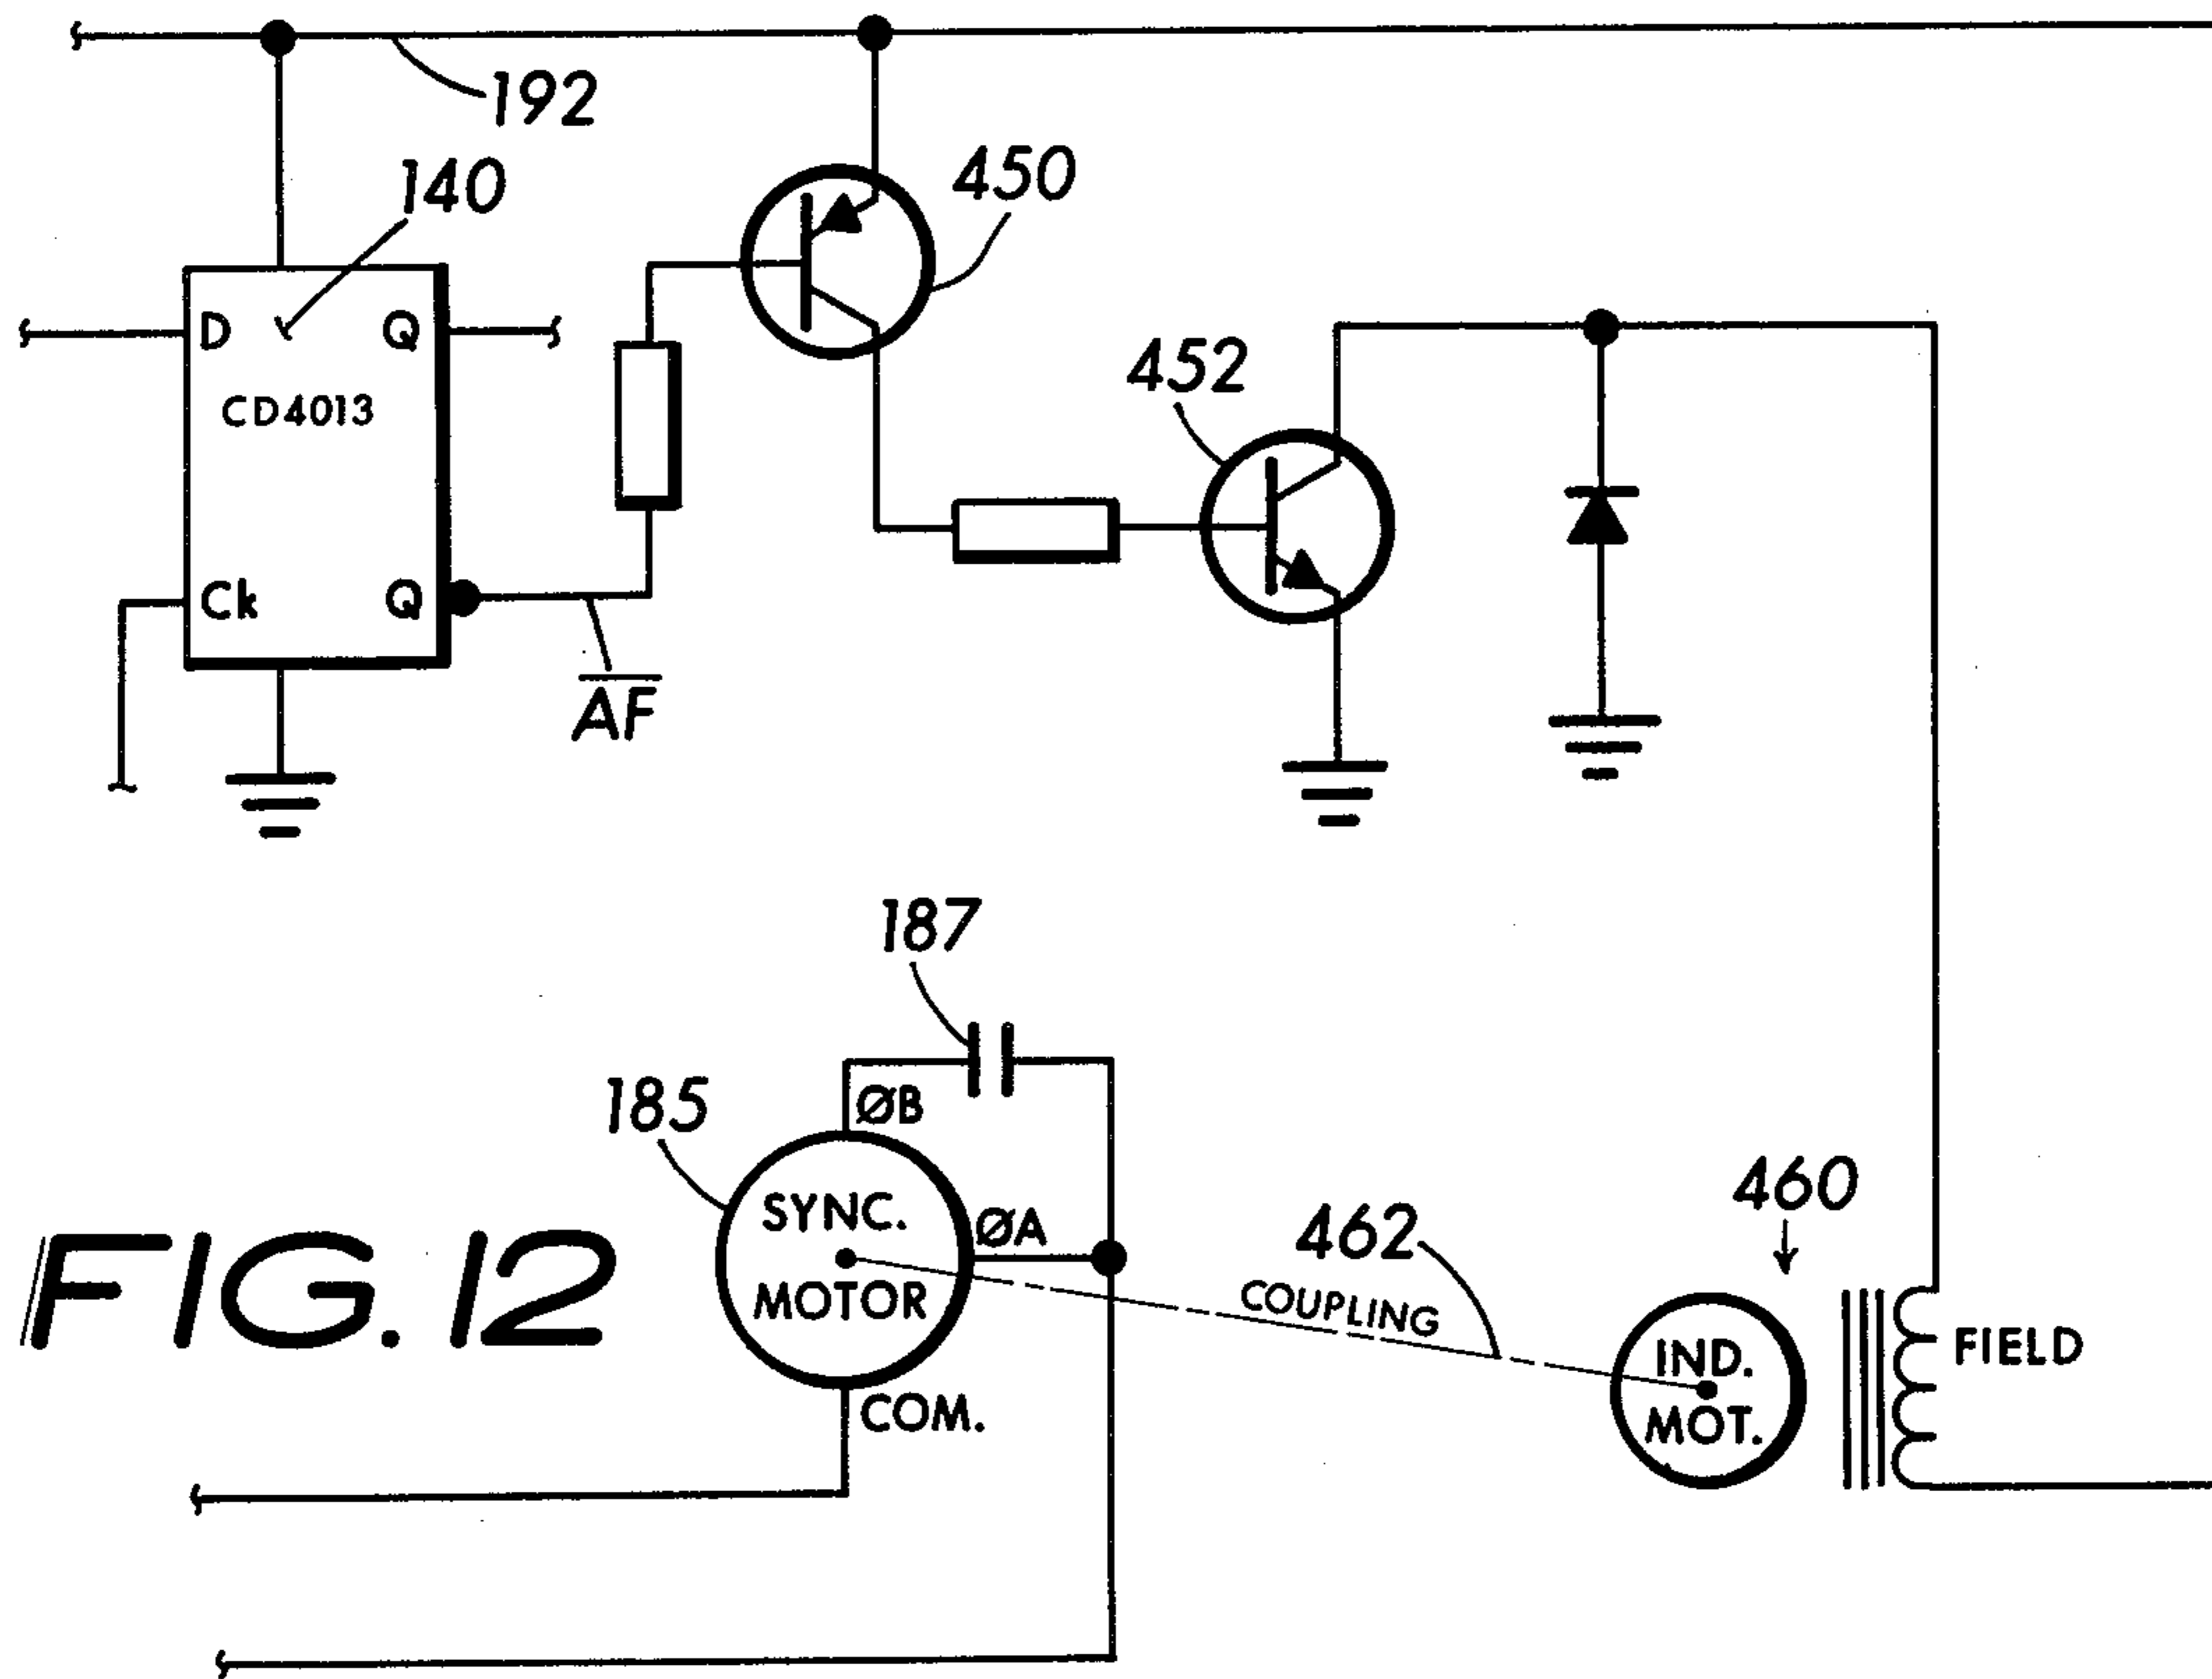 192
140
450
D
Q
CD4013
452
Ck
Q
A̅F̅
187
ØB
185
SYNC.
MOTOR
ØA
462
460
COUPLING
FIG. 12
IND.
MOT.
FIELD
COM.